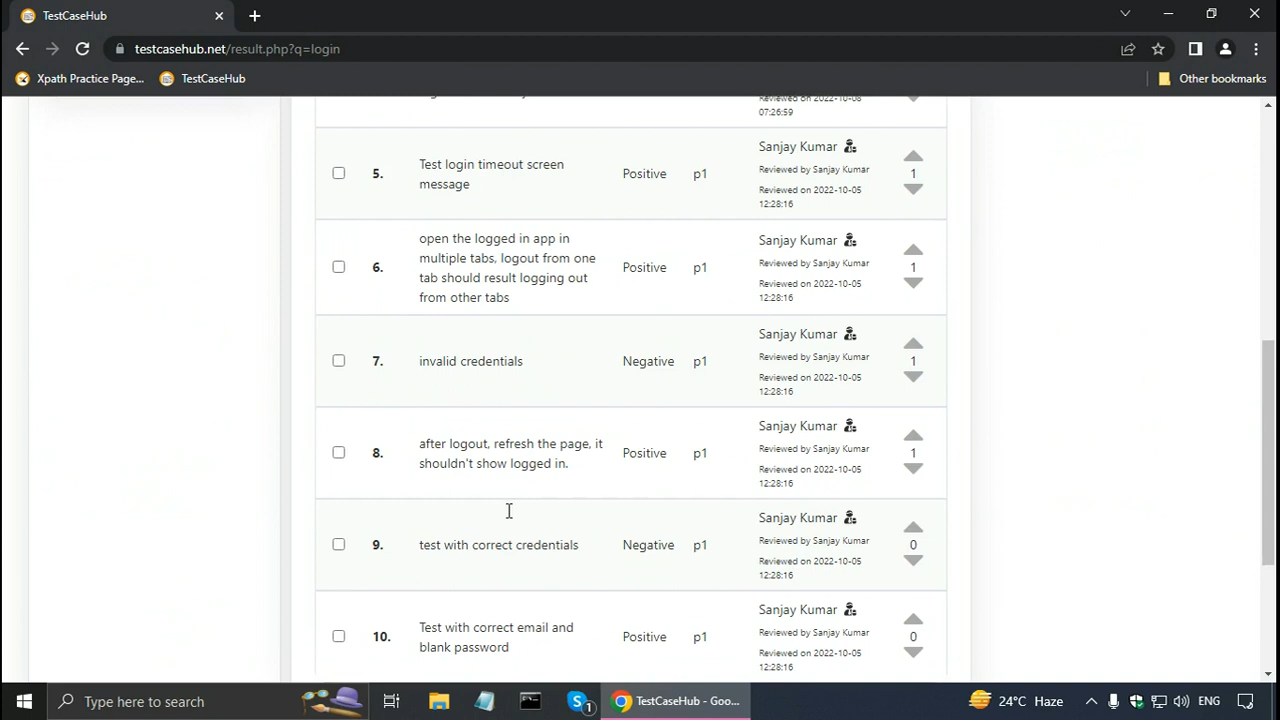 TestCaseHub
testcasehub.net/result.php?q=login
Xpath Practice Page...
TestCaseHub
Other bookmarks
Reviewed on 2022-10-08
07:26:59
5.
Test login timeout screen
message
Positive
p1
Sanjay Kumar
Reviewed by Sanjay Kumar
Reviewed on 2022-10-05
12:28:16
1
6.
open the logged in app in
multiple tabs, logout from one
tab should result logging out
from other tabs
Positive
p1
Sanjay Kumar
Reviewed by Sanjay Kumar
Reviewed on 2022-10-05
12:28:16
1
7.
invalid credentials
Negative
p1
Sanjay Kumar
Reviewed by Sanjay Kumar
Reviewed on 2022-10-05
12:28:16
1
8.
after logout, refresh the page, it
shouldn't show logged in.
Positive
p1
Sanjay Kumar
Reviewed by Sanjay Kumar
Reviewed on 2022-10-05
12:28:16
1
9.
test with correct credentials
Negative
p1
Sanjay Kumar
Reviewed by Sanjay Kumar
Reviewed on 2022-10-05
12:28:16
0
10.
Test with correct email and
blank password
Positive
p1
Sanjay Kumar
Reviewed by Sanjay Kumar
Reviewed on 2022-10-05
12:28:16
0
Type here to search
1
TestCaseHub - Goo...
24°C Haze
ENG